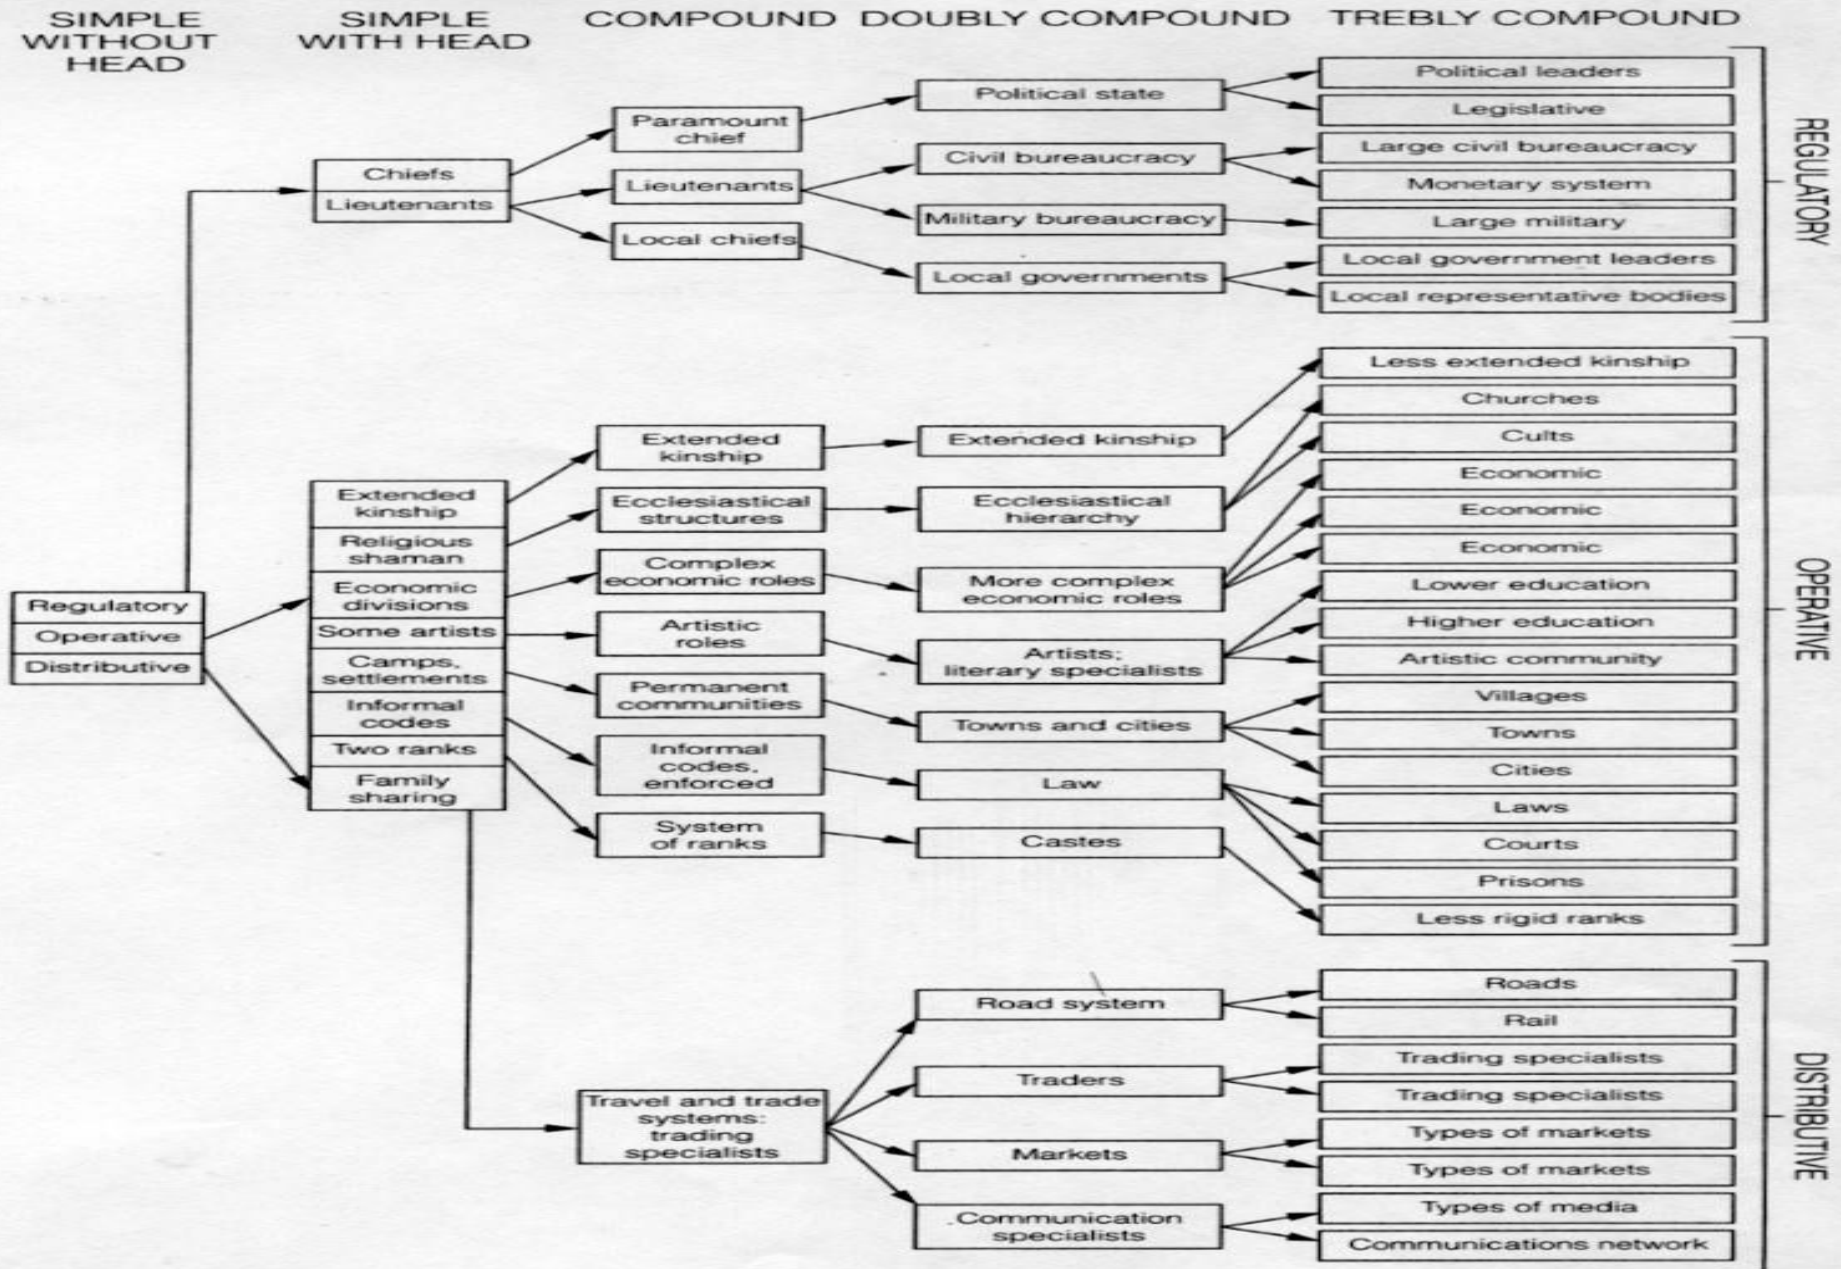 SIMPLE
WITHOUT
HEAD
SIMPLE
WITH HEAD
COMPOUND
DOUBLY COMPOUND
TREBLY COMPOUND
Regulatory
Operative
Distributive
Chiefs
Lieutenants
Extended
kinship
Religious
shaman
Economic
divisions
Some artists
Camps,
settlements
Informal
codes
Two ranks
Family
sharing
Paramount
chief
Lieutenants
Local chiefs
Extended
kinship
Ecclesiastical
structures
Complex
economic roles
Artistic
roles
Permanent
communities
Informal
codes,
enforced
System
of ranks
Travel and trade
systems:
trading
specialists
Political state
Civil bureaucracy
Military bureaucracy
Local governments
Extended kinship
Ecclesiastical
hierarchy
More complex
economic roles
Artists;
literary specialists
Towns and cities
Law
Castes
Road system
Traders
Markets
Communication
specialists
Political leaders
Legislative
Large civil bureaucracy
Monetary system
Large military
Local government leaders
Local representative bodies
Less extended kinship
Churches
Cults
Economic
Economic
Economic
Lower education
Higher education
Artistic community
Villages
Towns
Cities
Laws
Courts
Prisons
Less rigid ranks
Roads
Rail
Trading specialists
Trading specialists
Types of markets
Types of markets
Types of media
Communications network
REGULATORY
OPERATIVE
DISTRIBUTIVE